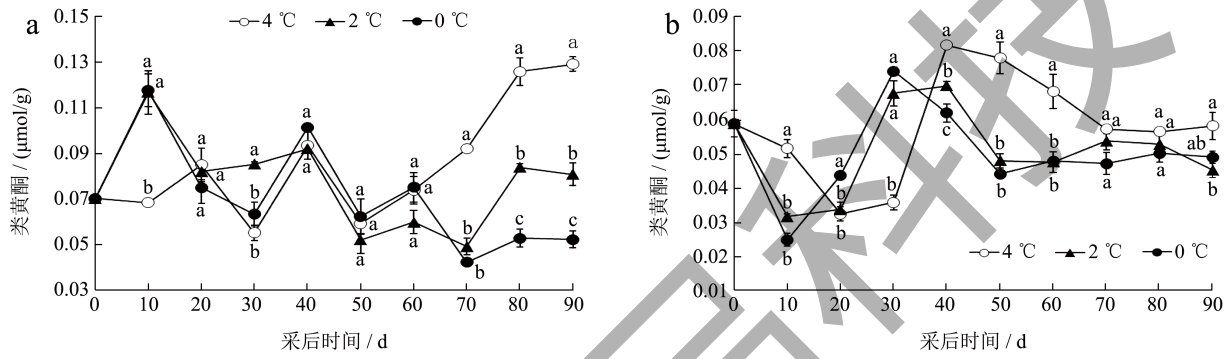 a
4 ℃ 2 ℃ 0 ℃
类黄酮 / (μmol/g)
0.15
0.13
0.11
0.09
0.07
0.05
0.03
a a b
a a a
a b b
a a
a a a
a a a
a b b
a b c
a b c
0 10 20 30 40 50 60 70 80 90
采后时间 / d
b
类黄酮 / (μmol/g)
0.09
0.08
0.07
0.06
0.05
0.04
0.03
0.02
0.01
a b b
a b b
a a b
a b c
a b b
a b b
a a a
a a a
a ab b
4 ℃ 2 ℃ 0 ℃
0 10 20 30 40 50 60 70 80 90
采后时间 / d